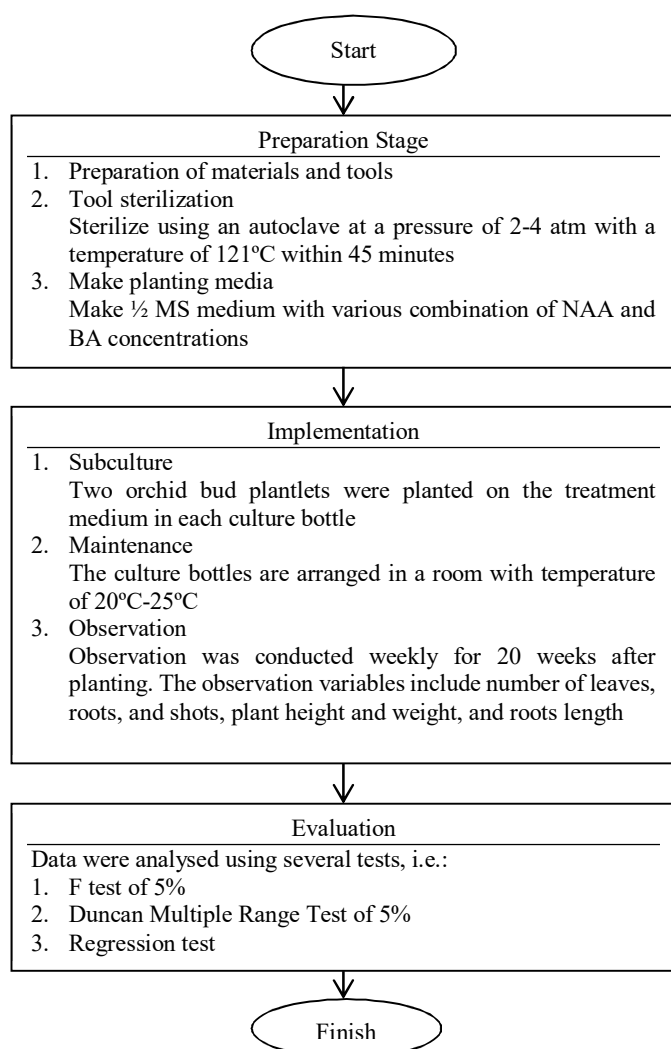 Start
Preparation Stage
1. Preparation of materials and tools
2. Tool sterilization
Sterilize using an autoclave at a pressure of 2-4 atm with a
temperature of 121ºC within 45 minutes
3. Make planting media
Make ½ MS medium with various combination of NAA and
BA concentrations
Implementation
1. Subculture
Two orchid bud plantlets were planted on the treatment
medium in each culture bottle
2. Maintenance
The culture bottles are arranged in a room with temperature
of 20ºC-25ºC
3. Observation
Observation was conducted weekly for 20 weeks after
planting. The observation variables include number of leaves,
roots, and shots, plant height and weight, and roots length
Evaluation
Data were analysed using several tests, i.e.:
1. F test of 5%
2. Duncan Multiple Range Test of 5%
3. Regression test
Finish